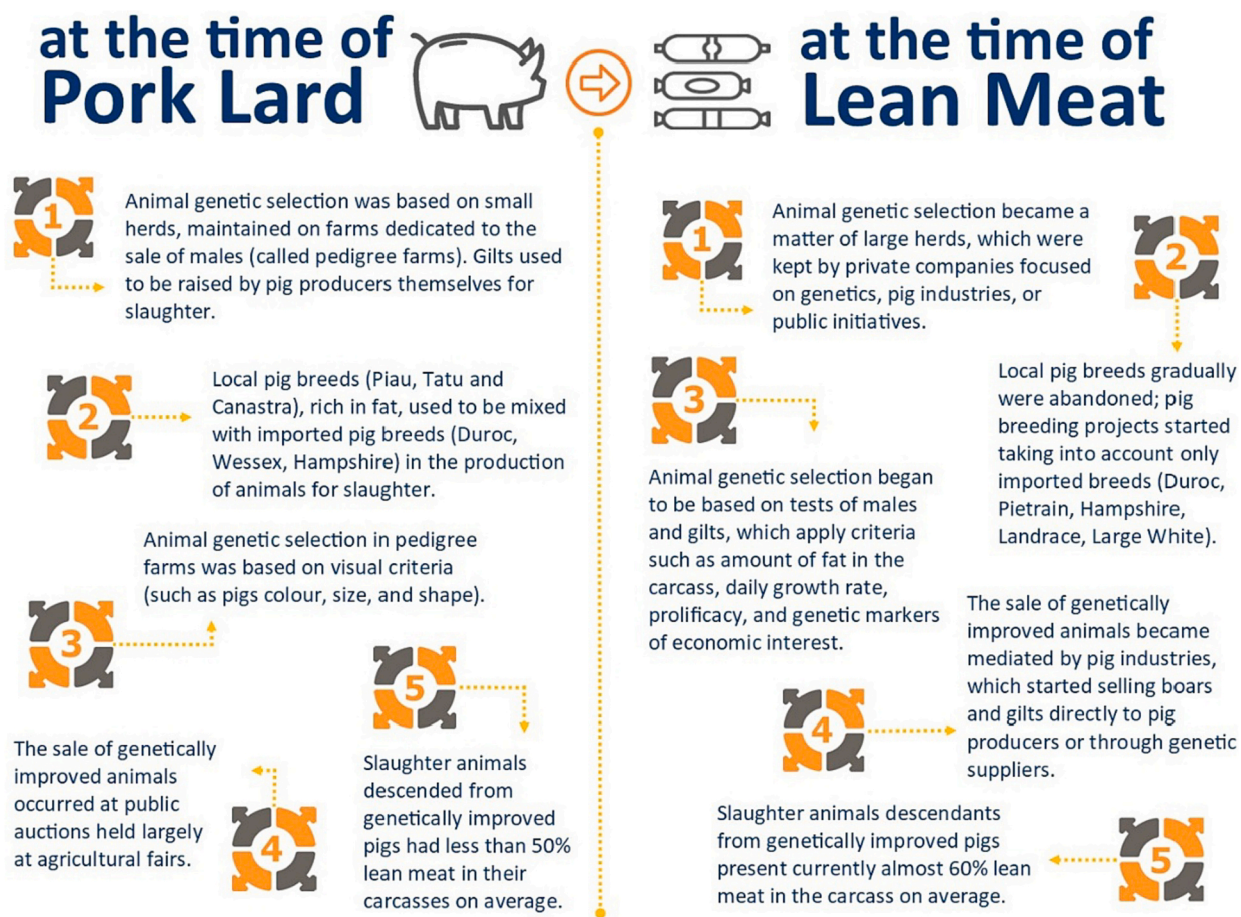 at the time of
Pork Lard
1
Animal genetic selection was based on small
herds, maintained on farms dedicated to the
sale of males (called pedigree farms). Gilts used
to be raised by pig producers themselves for
slaughter.
2
Local pig breeds (Piau, Tatu and
Canastra), rich in fat, used to be mixed
with imported pig breeds (Duroc,
Wessex, Hampshire) in the production
of animals for slaughter.
3
Animal genetic selection in pedigree
farms was based on visual criteria
(such as pigs colour, size, and shape).
4
The sale of genetically
improved animals
occurred at public
auctions held largely
at agricultural fairs.
5
Slaughter animals
descended from
genetically improved
pigs had less than 50%
lean meat in their
carcasses on average.
at the time of
Lean Meat
1
Animal genetic selection became a
matter of large herds, which were
kept by private companies focused
on genetics, pig industries, or
public initiatives.
2
Local pig breeds gradually
were abandoned; pig
breeding projects started
taking into account only
imported breeds (Duroc,
Pietrain, Hampshire,
Landrace, Large White).
3
Animal genetic selection began
to be based on tests of males
and gilts, which apply criteria
such as amount of fat in the
carcass, daily growth rate,
prolificacy, and genetic markers
of economic interest.
4
The sale of genetically
improved animals became
mediated by pig industries,
which started selling boars
and gilts directly to pig
producers or through genetic
suppliers.
5
Slaughter animals descendants
from genetically improved pigs
present currently almost 60% lean
meat in the carcass on average.